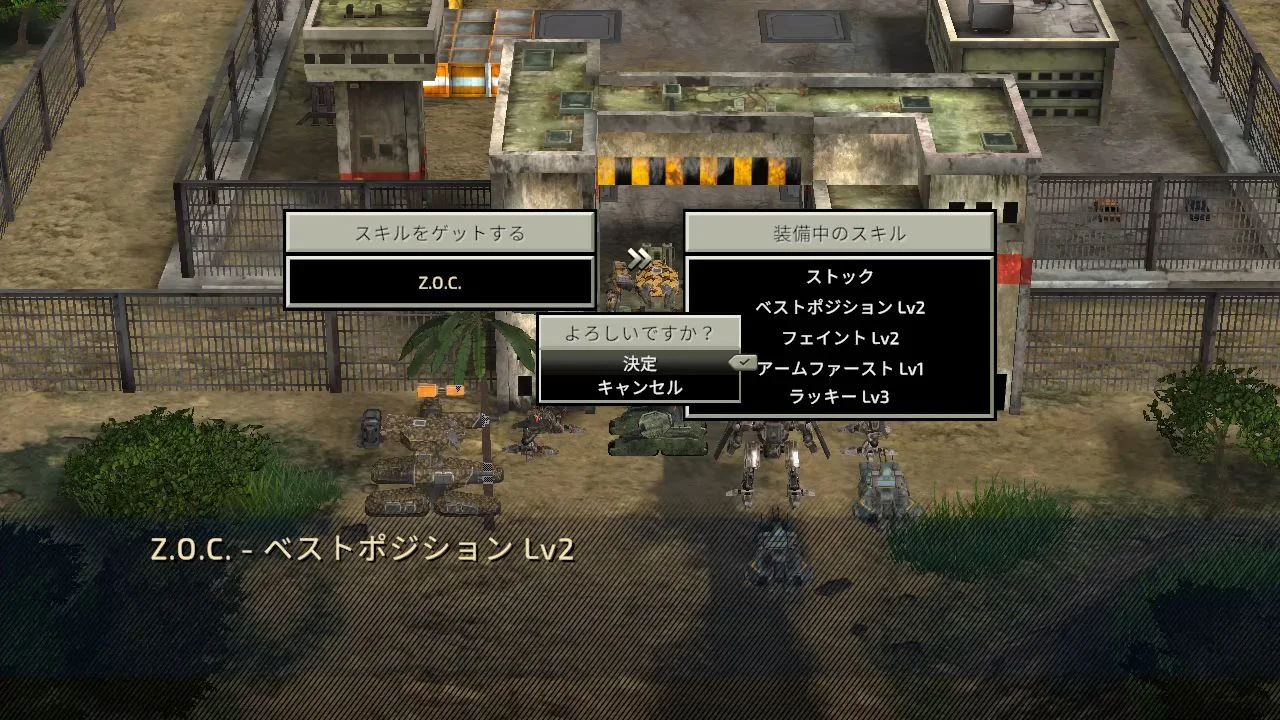 スキルをゲットする
Z.O.C.
装備中のスキル
ストック
ベストポジション Lv2
フェイント Lv2
アームファースト Lv1
ラッキー Lv3
よろしいですか？
決定
キャンセル
Z.O.C. - ベストポジション Lv2